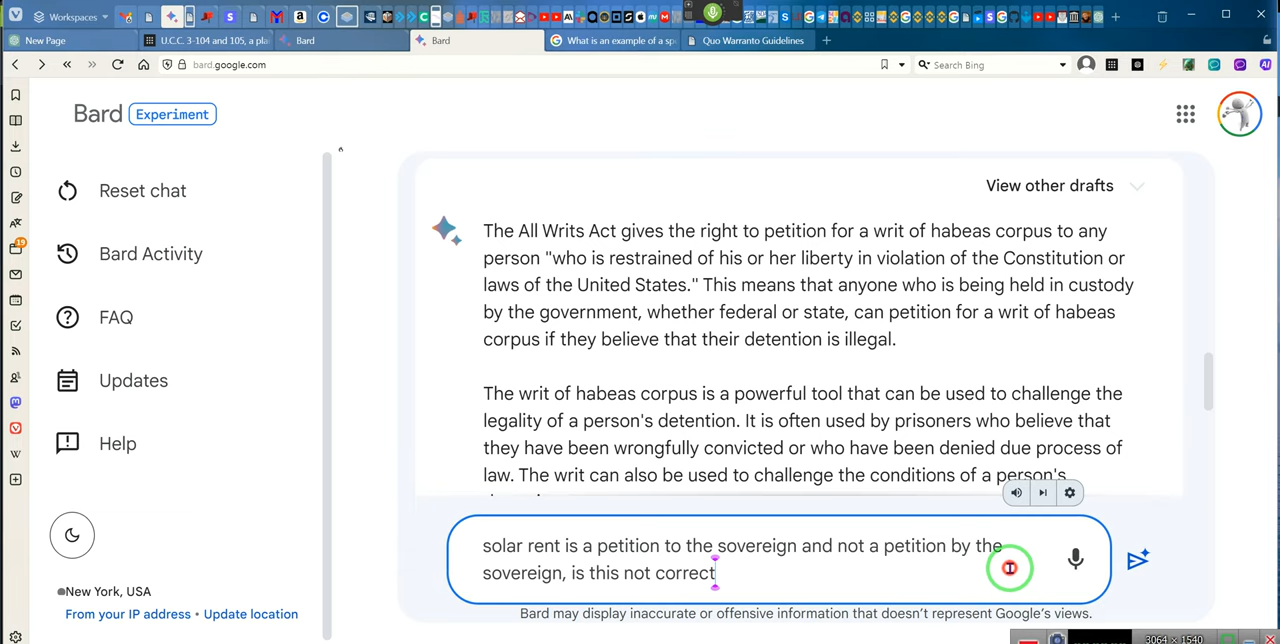 Workspaces
New Page
U.C.C. 3-104 and 105, a pla
Bard
Bard
What is an example of a sp
Quo Warranto Guidelines
bard.google.com
Search Bing
Bard Experiment
Reset chat
Bard Activity
FAQ
Updates
Help
New York, USA
From your IP address • Update location
View other drafts
The All Writs Act gives the right to petition for a writ of habeas corpus to any
person "who is restrained of his or her liberty in violation of the Constitution or
laws of the United States." This means that anyone who is being held in custody
by the government, whether federal or state, can petition for a writ of habeas
corpus if they believe that their detention is illegal.
The writ of habeas corpus is a powerful tool that can be used to challenge the
legality of a person's detention. It is often used by prisoners who believe that
they have been wrongfully convicted or who have been denied due process of
law. The writ can also be used to challenge the conditions of a person's
solar rent is a petition to the sovereign and not a petition by the
sovereign, is this not correct
Bard may display inaccurate or offensive information that doesn't represent Google's views.
3064 × 1540